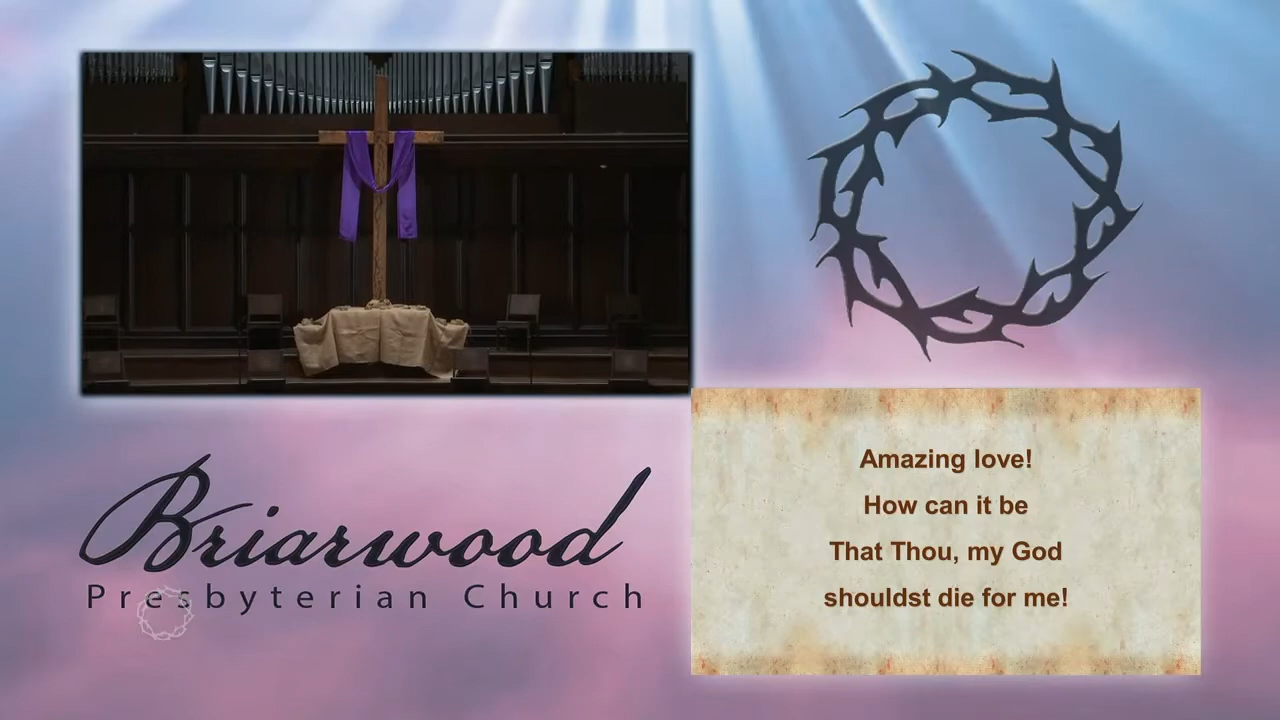 Amazing love!
How can it be
That Thou, my God
shouldst die for me!
Briarwood
Presbyterian Church